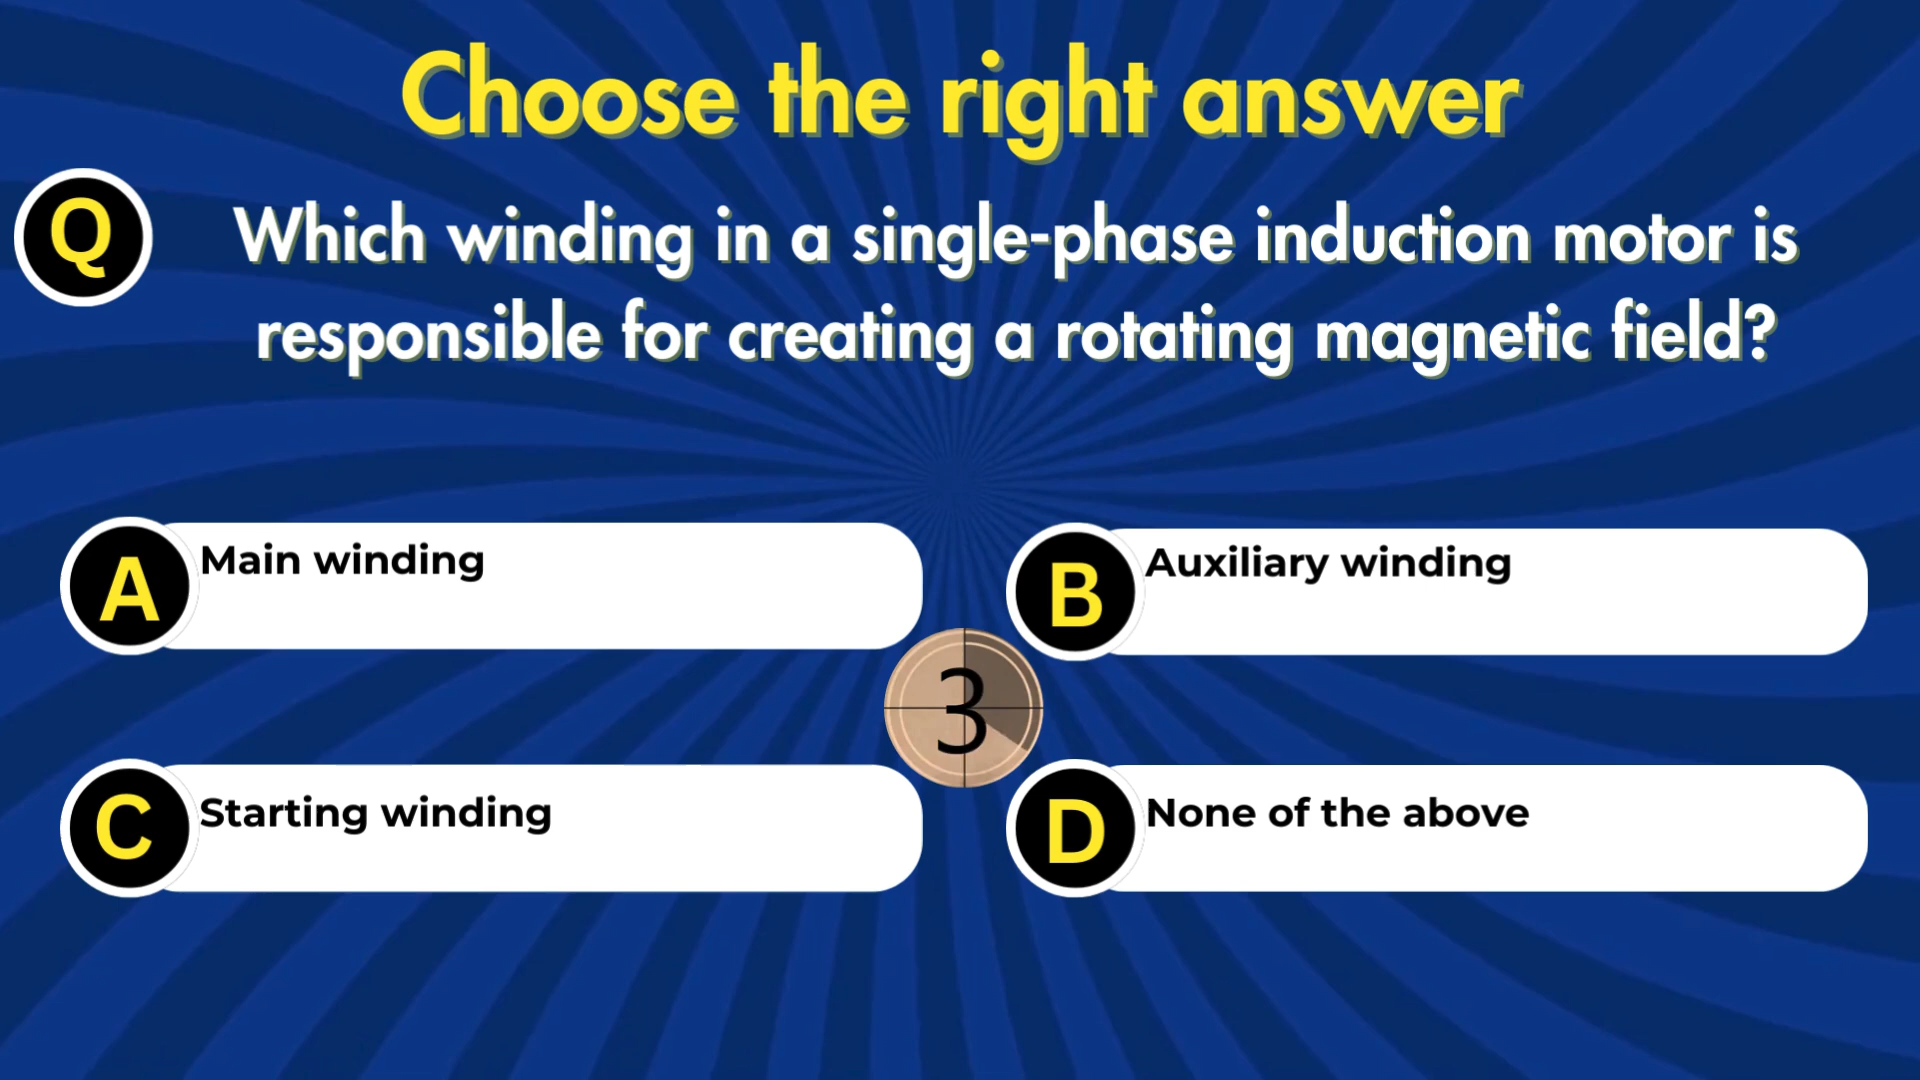 Choose the right answer
Q
Which winding in a single-phase induction motor is
responsible for creating a rotating magnetic field?
A
Main winding
B
Auxiliary winding
3
C
Starting winding
D
None of the above